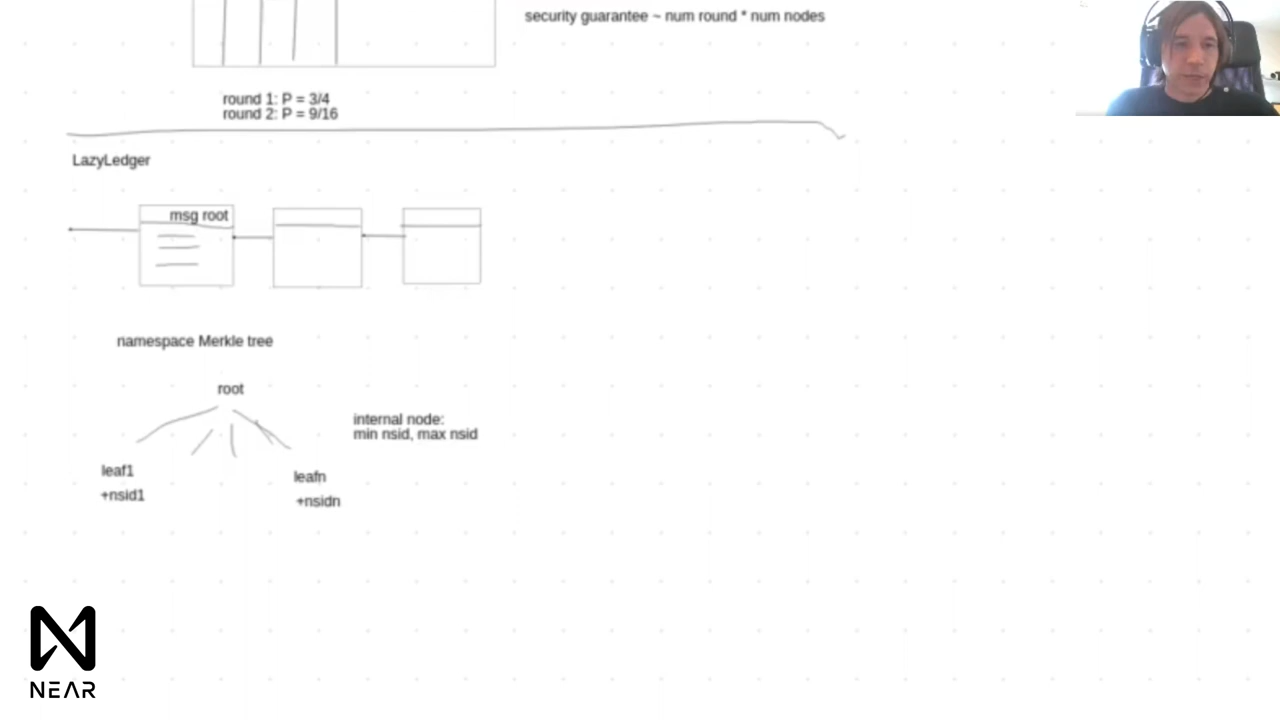 security guarantee ~ num round * num nodes
round 1: P = 3/4
round 2: P = 9/16
LazyLedger
msg root
namespace Merkle tree
root
internal node:
min nsid, max nsid
leaf1
+nsid1
leafn
+nsidn
NEAR